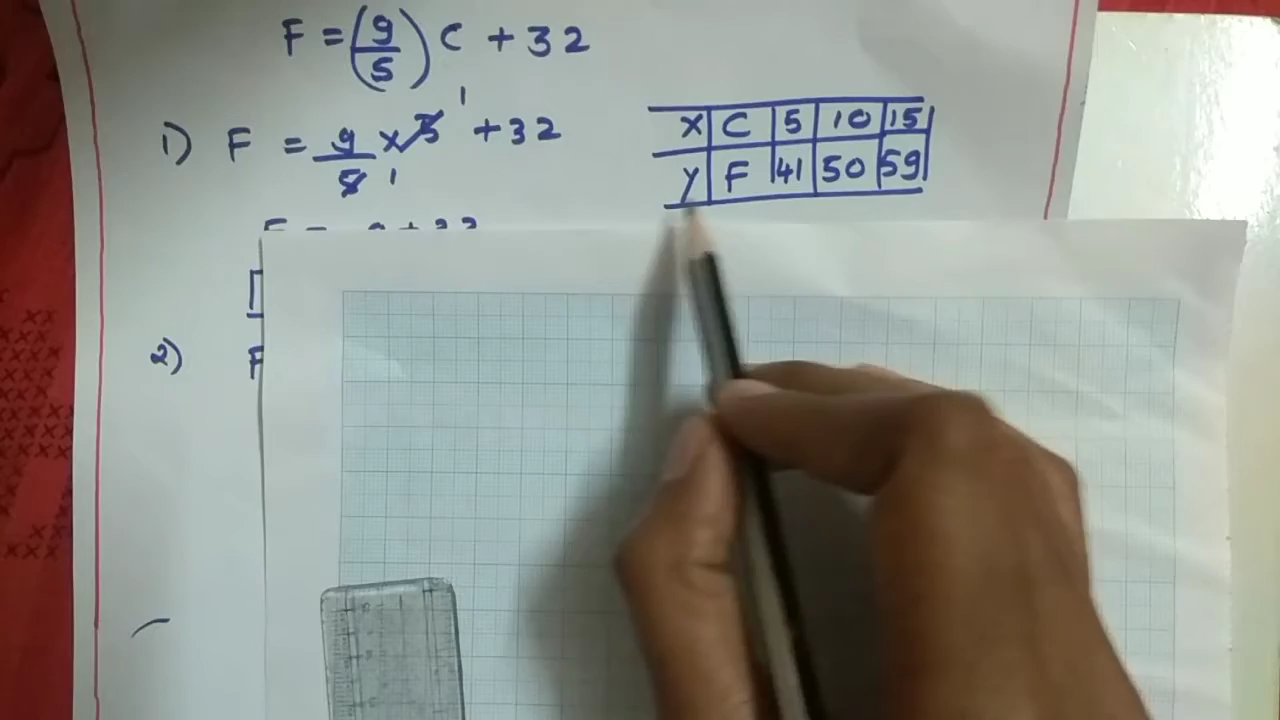 F = (9/5) C + 32
1) F = 9/5 × 5 + 32
1
1
X C 5 10 15
Y F 41 50 59
2) F